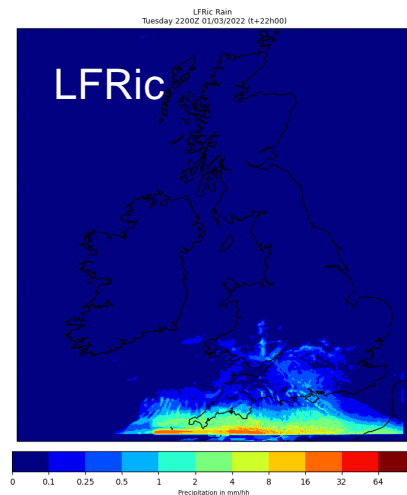 LFRic Rain
Tuesday 2200Z 01/03/2022 (t+22h00)
LFRic
0 0.1 0.25 0.5 1 2 4 8 16 32 64
Precipitation in mm/hh